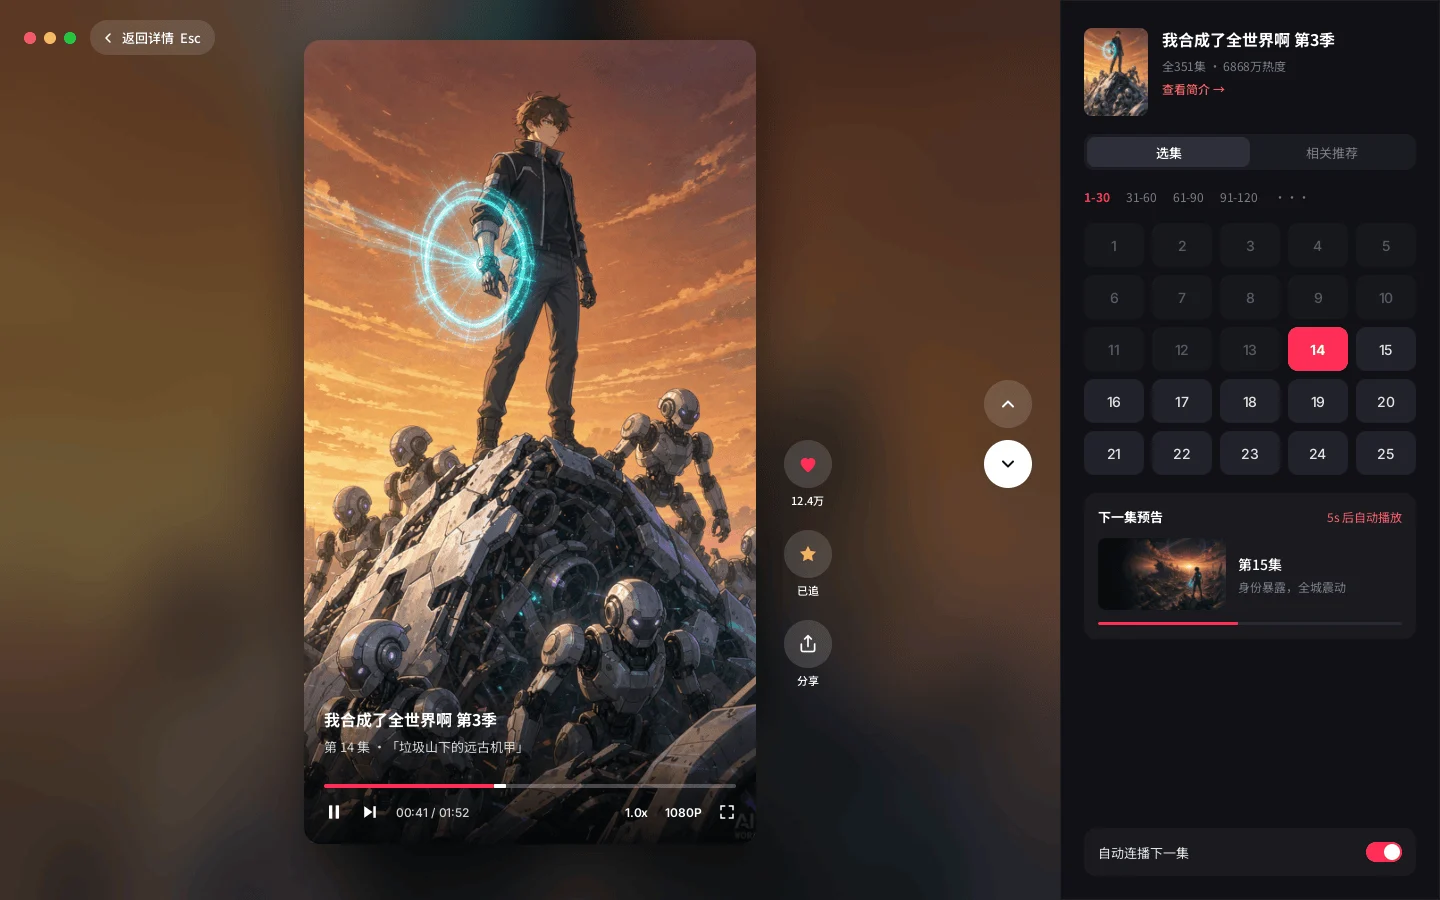 返回详情 Esc
我合成了全世界啊 第3季
全351集 · 6868万热度
查看简介 →
选集
相关推荐
1-30 31-60 61-90 91-120 ···
1 2 3 4 5
6 7 8 9 10
11 12 13 14 15
16 17 18 19 20
21 22 23 24 25
12.4万
已追
分享
下一集预告
5s 后自动播放
第15集
身份暴露，全城震动
我合成了全世界啊 第3季
第 14 集 ·「垃圾山下的远古机甲」
00:41 / 01:52
1.0x 1080P
自动连播下一集